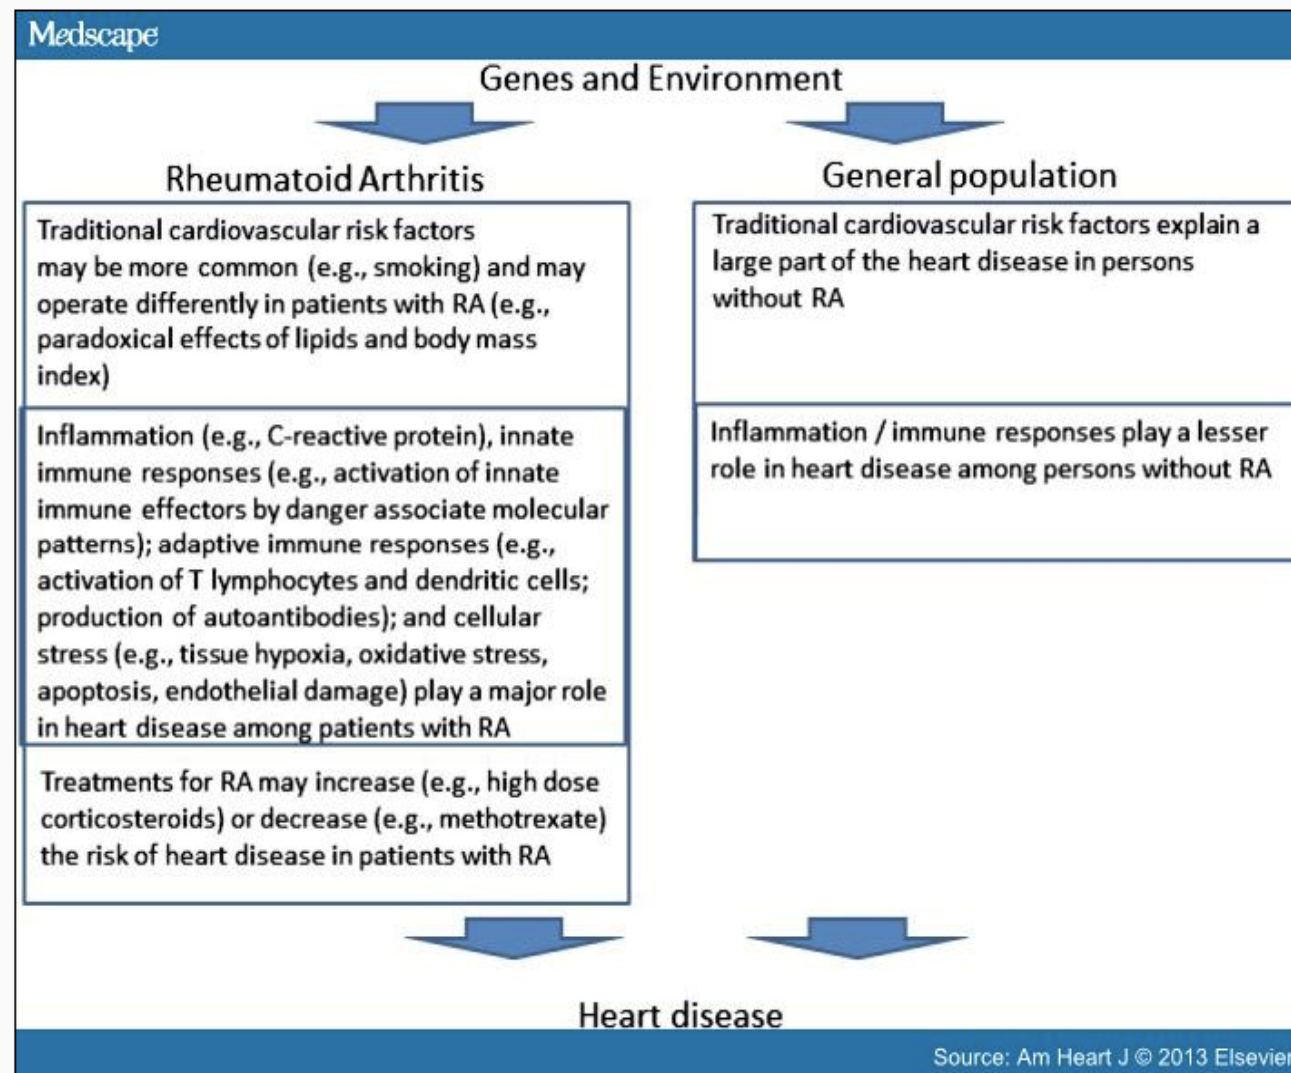 Medscape
Genes and Environment
Rheumatoid Arthritis
Traditional cardiovascular risk factors
may be more common (e.g., smoking) and may
operate differently in patients with RA (e.g.,
paradoxical effects of lipids and body mass
index)
Inflammation (e.g., C-reactive protein), innate
immune responses (e.g., activation of innate
immune effectors by danger associate molecular
patterns); adaptive immune responses (e.g.,
activation of T lymphocytes and dendritic cells;
production of autoantibodies); and cellular
stress (e.g., tissue hypoxia, oxidative stress,
apoptosis, endothelial damage) play a major role
in heart disease among patients with RA
Treatments for RA may increase (e.g., high dose
corticosteroids) or decrease (e.g., methotrexate)
the risk of heart disease in patients with RA
General population
Traditional cardiovascular risk factors explain a
large part of the heart disease in persons
without RA
Inflammation / immune responses play a lesser
role in heart disease among persons without RA
Heart disease
Source: Am Heart J © 2013 Elsevier